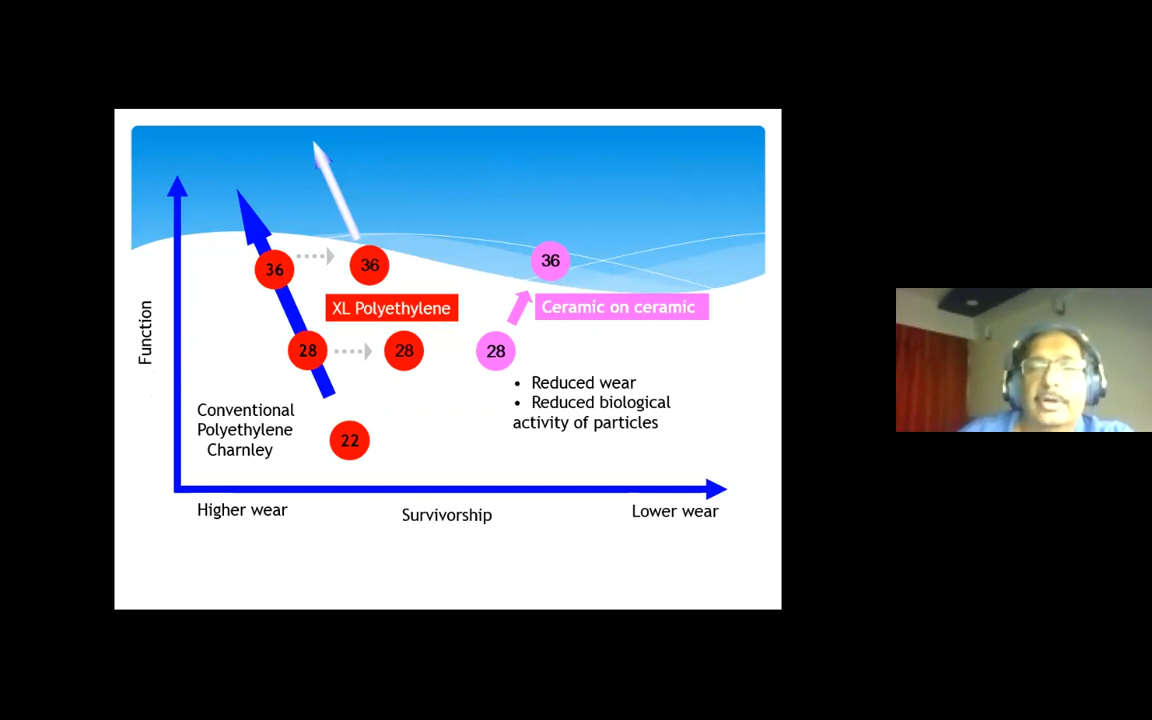 36
36
36
XL Polyethylene
Ceramic on ceramic
Function
28
28
28
• Reduced wear
• Reduced biological
activity of particles
Conventional
Polyethylene
Charnley
22
Higher wear
Survivorship
Lower wear